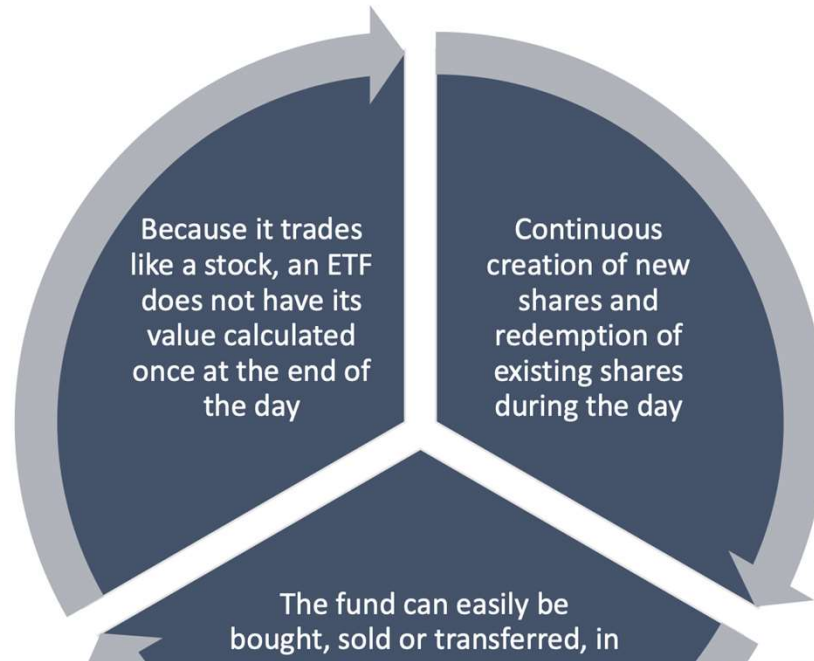 Because it trades
like a stock, an ETF
does not have its
value calculated
once at the end of
the day
Continuous
creation of new
shares and
redemption of
existing shares
during the day
The fund can easily be
bought, sold or transferred, in